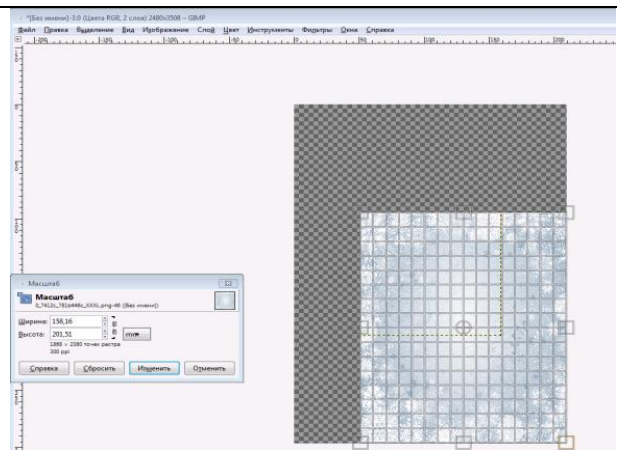 *[Без имени]-3.0 (Цвета RGB, 2 слоя) 2480x3508 – GIMP
Файл Правка Выделение Вид Изображение Слой Цвет Инструменты Фильтры Окна Справка
Масштаб
Масштаб
Ширина: 158,16
Высота: 201,51
мм
1868 × 2380 точек растра
300 ppi
Справка Сбросить Изменить Отменить